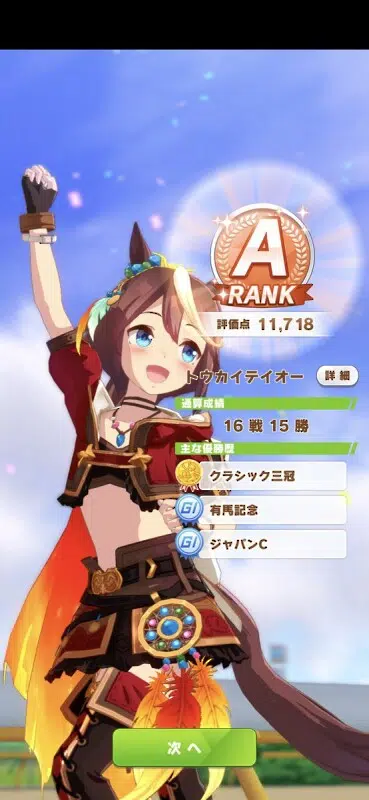 A
RANK
評価点 11,718
トウカイテイオー
詳細
通算成績
16 戦 15 勝
主な優勝歴
クラシック三冠
GI 有馬記念
GI ジャパンC
次へ